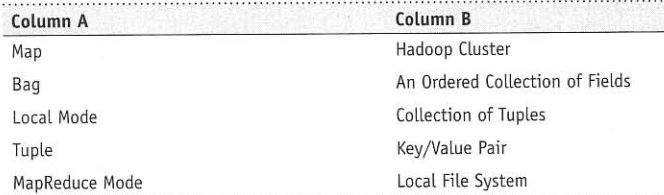 Column A Column B
Map Hadoop Cluster
Bag An Ordered Collection of Fields
Local Mode Collection of Tuples
Tuple Key/Value Pair
MapReduce Mode Local File System